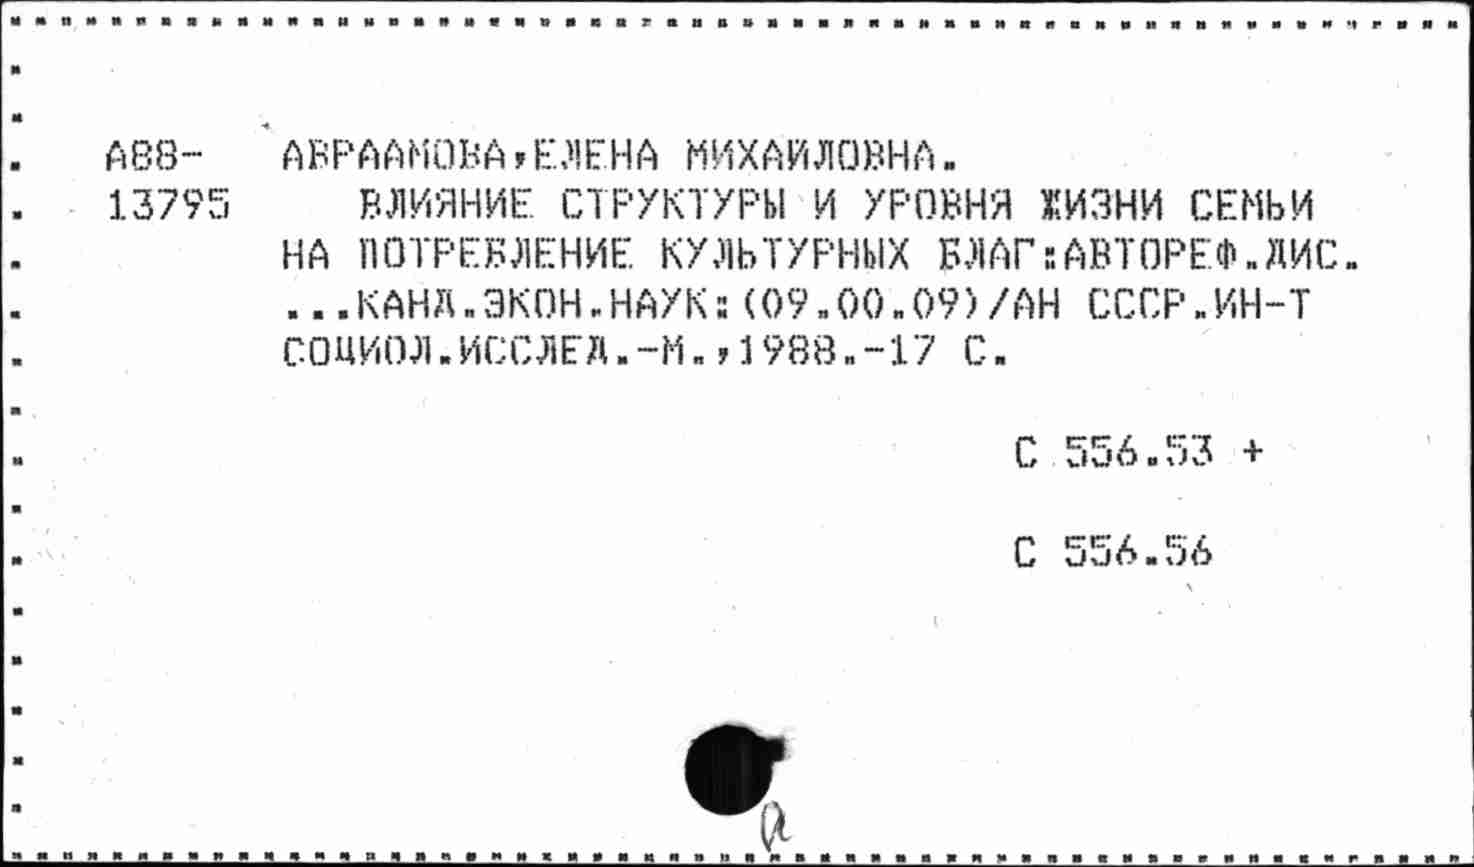 А88- АВРААМОВА,ЕЛЕНА МИХАЙЛОВНА.
13795 ВЛИЯНИЕ СТРУКТУРЫ И УРОВНЯ ЖИЗНИ СЕМЬИ
НА ПОТРЕБЛЕНИЕ КУЛЬТУРНЫХ БЛАГ:АВТОРЕФ.ДИС.
...КАНД.ЭКОН.НАУК:(09.00.09)/АН СССР.ИН-Т
СОЦИОЛ.ИССЛЕД.-М.,1988.-17 С.
С 556.53 +
С 556.56